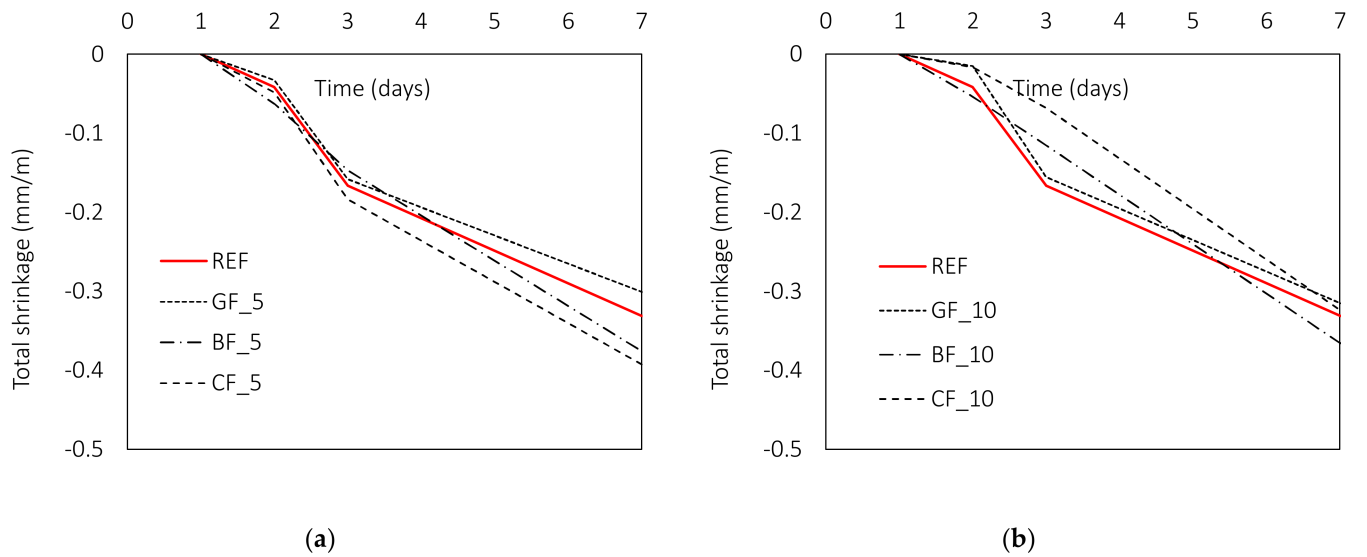 0 1 2 3 4 5 6 7
0
Time (days)
-0.1
-0.2
-0.3
-0.4
-0.5
Total shrinkage (mm/m)
REF
GF_5
BF_5
CF_5
(a)
0 1 2 3 4 5 6 7
0
Time (days)
-0.1
-0.2
-0.3
-0.4
-0.5
Total shrinkage (mm/m)
REF
GF_10
BF_10
CF_10
(b)